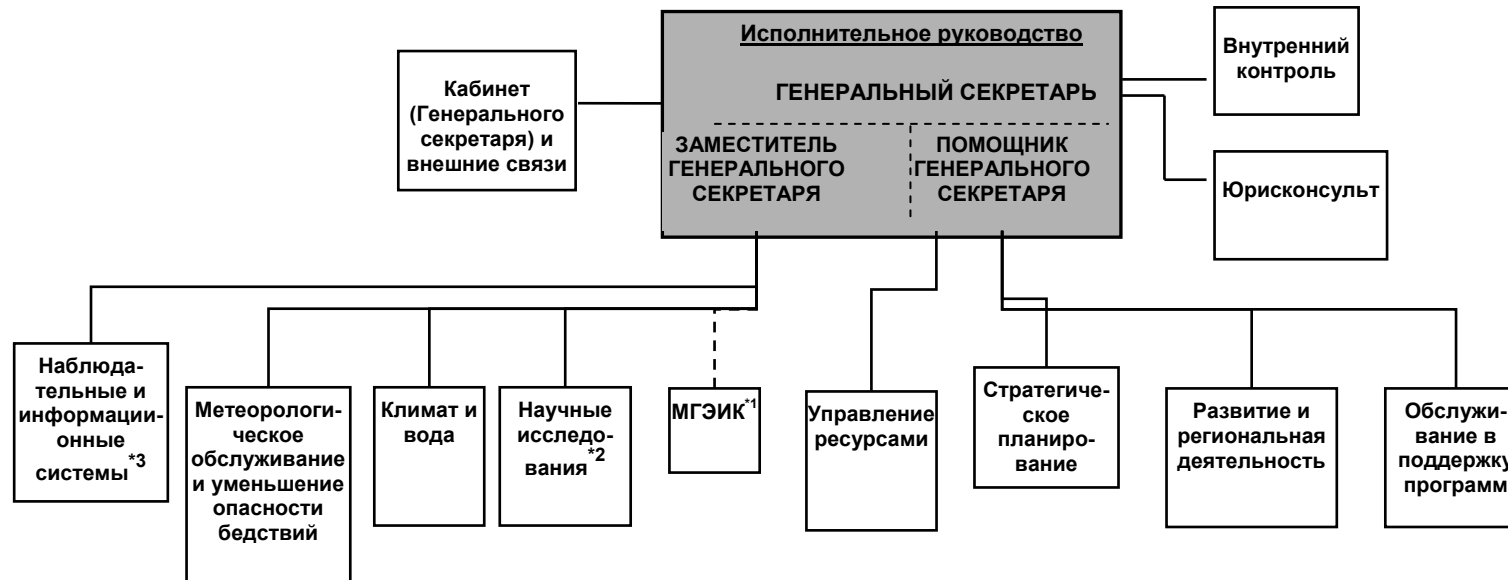 Исполнительное руководство
ГЕНЕРАЛЬНЫЙ СЕКРЕТАРЬ
ЗАМЕСТИТЕЛЬ
ГЕНЕРАЛЬНОГО
СЕКРЕТАРЯ
ПОМОЩНИК
ГЕНЕРАЛЬНОГО
СЕКРЕТАРЯ
Кабинет
(Генерального
секретаря) и
внешние связи
Внутренний
контроль
Юрисконсульт
Наблюда-
тельные и
информаци-
онные
системы*3
Метеорологи-
ческое
обслуживание
и уменьшение
опасности
бедствий
Климат и
вода
Научные
исследо-
вания*2
МГЭИК*1
Управление
ресурсами
Стратегиче-
ское
планиро-
вание
Развитие и
региональная
деятельность
Обслужи-
вание в
поддержку
программ